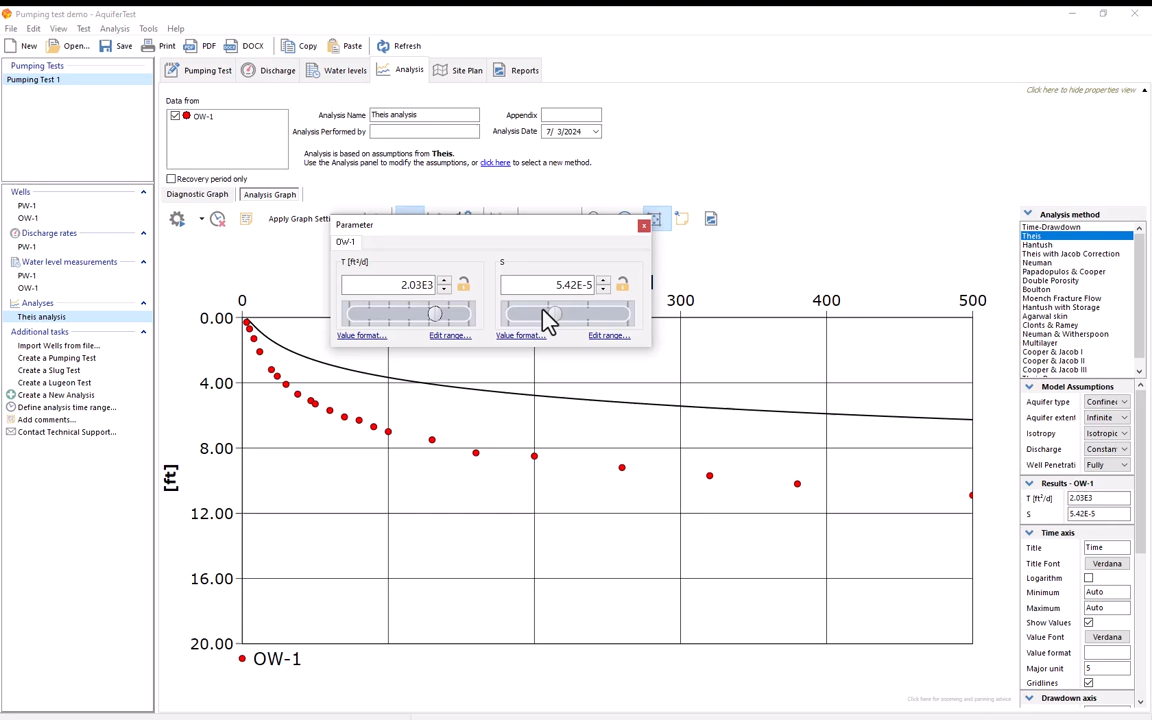 Pumping test demo - AquiferTest
File Edit View Test Analysis Tools Help
New Open... Save Print PDF DOCX Copy Paste Refresh
Pumping Tests
Pumping Test 1
Wells
PW-1
OW-1
Discharge rates
PW-1
Water level measurements
PW-1
OW-1
Analyses
Theis analysis
Additional tasks
Import Wells from file...
Create a Pumping Test
Create a Slug Test
Create a Lugeon Test
Create a New Analysis
Define analysis time range...
Add comments...
Contact Technical Support...
Pumping Test Discharge Water levels Analysis Site Plan Reports
Click here to hide properties view
Data from
OW-1
Analysis Name Theis analysis Appendix
Analysis Performed by Analysis Date 7/ 3/2024
Analysis is based on assumptions from Theis.
Use the Analysis panel to modify the assumptions, or click here to select a new method.
Recovery period only
Diagnostic Graph Analysis Graph
Apply Graph
Parameter
OW-1
T [ft²/d] S
2.03E3 5.42E-5
Value format... Edit range... Value format... Edit range...
0 300 400 500
0.00
4.00
8.00
12.00
16.00
20.00
[ft]
OW-1
Click here for zooming and panning advice
Analysis method
Time-Drawdown
Theis
Hantush
Theis with Jacob Correction
Neuman
Papadopulos & Cooper
Double Porosity
Boulton
Moench Fracture Flow
Hantush with Storage
Agarwal skin
Clonts & Ramey
Neuman & Witherspoon
Multilayer
Cooper & Jacob I
Cooper & Jacob II
Cooper & Jacob III
Model Assumptions
Aquifer type Confined
Aquifer extent Infinite
Isotropy Isotropic
Discharge Constan
Well Penetrati Fully
Results - OW-1
T [ft²/d] 2.03E3
S 5.42E-5
Time axis
Title Time
Title Font Verdana
Logarithm
Minimum Auto
Maximum Auto
Show Values
Value Font Verdana
Value format
Major unit 5
Gridlines
Drawdown axis